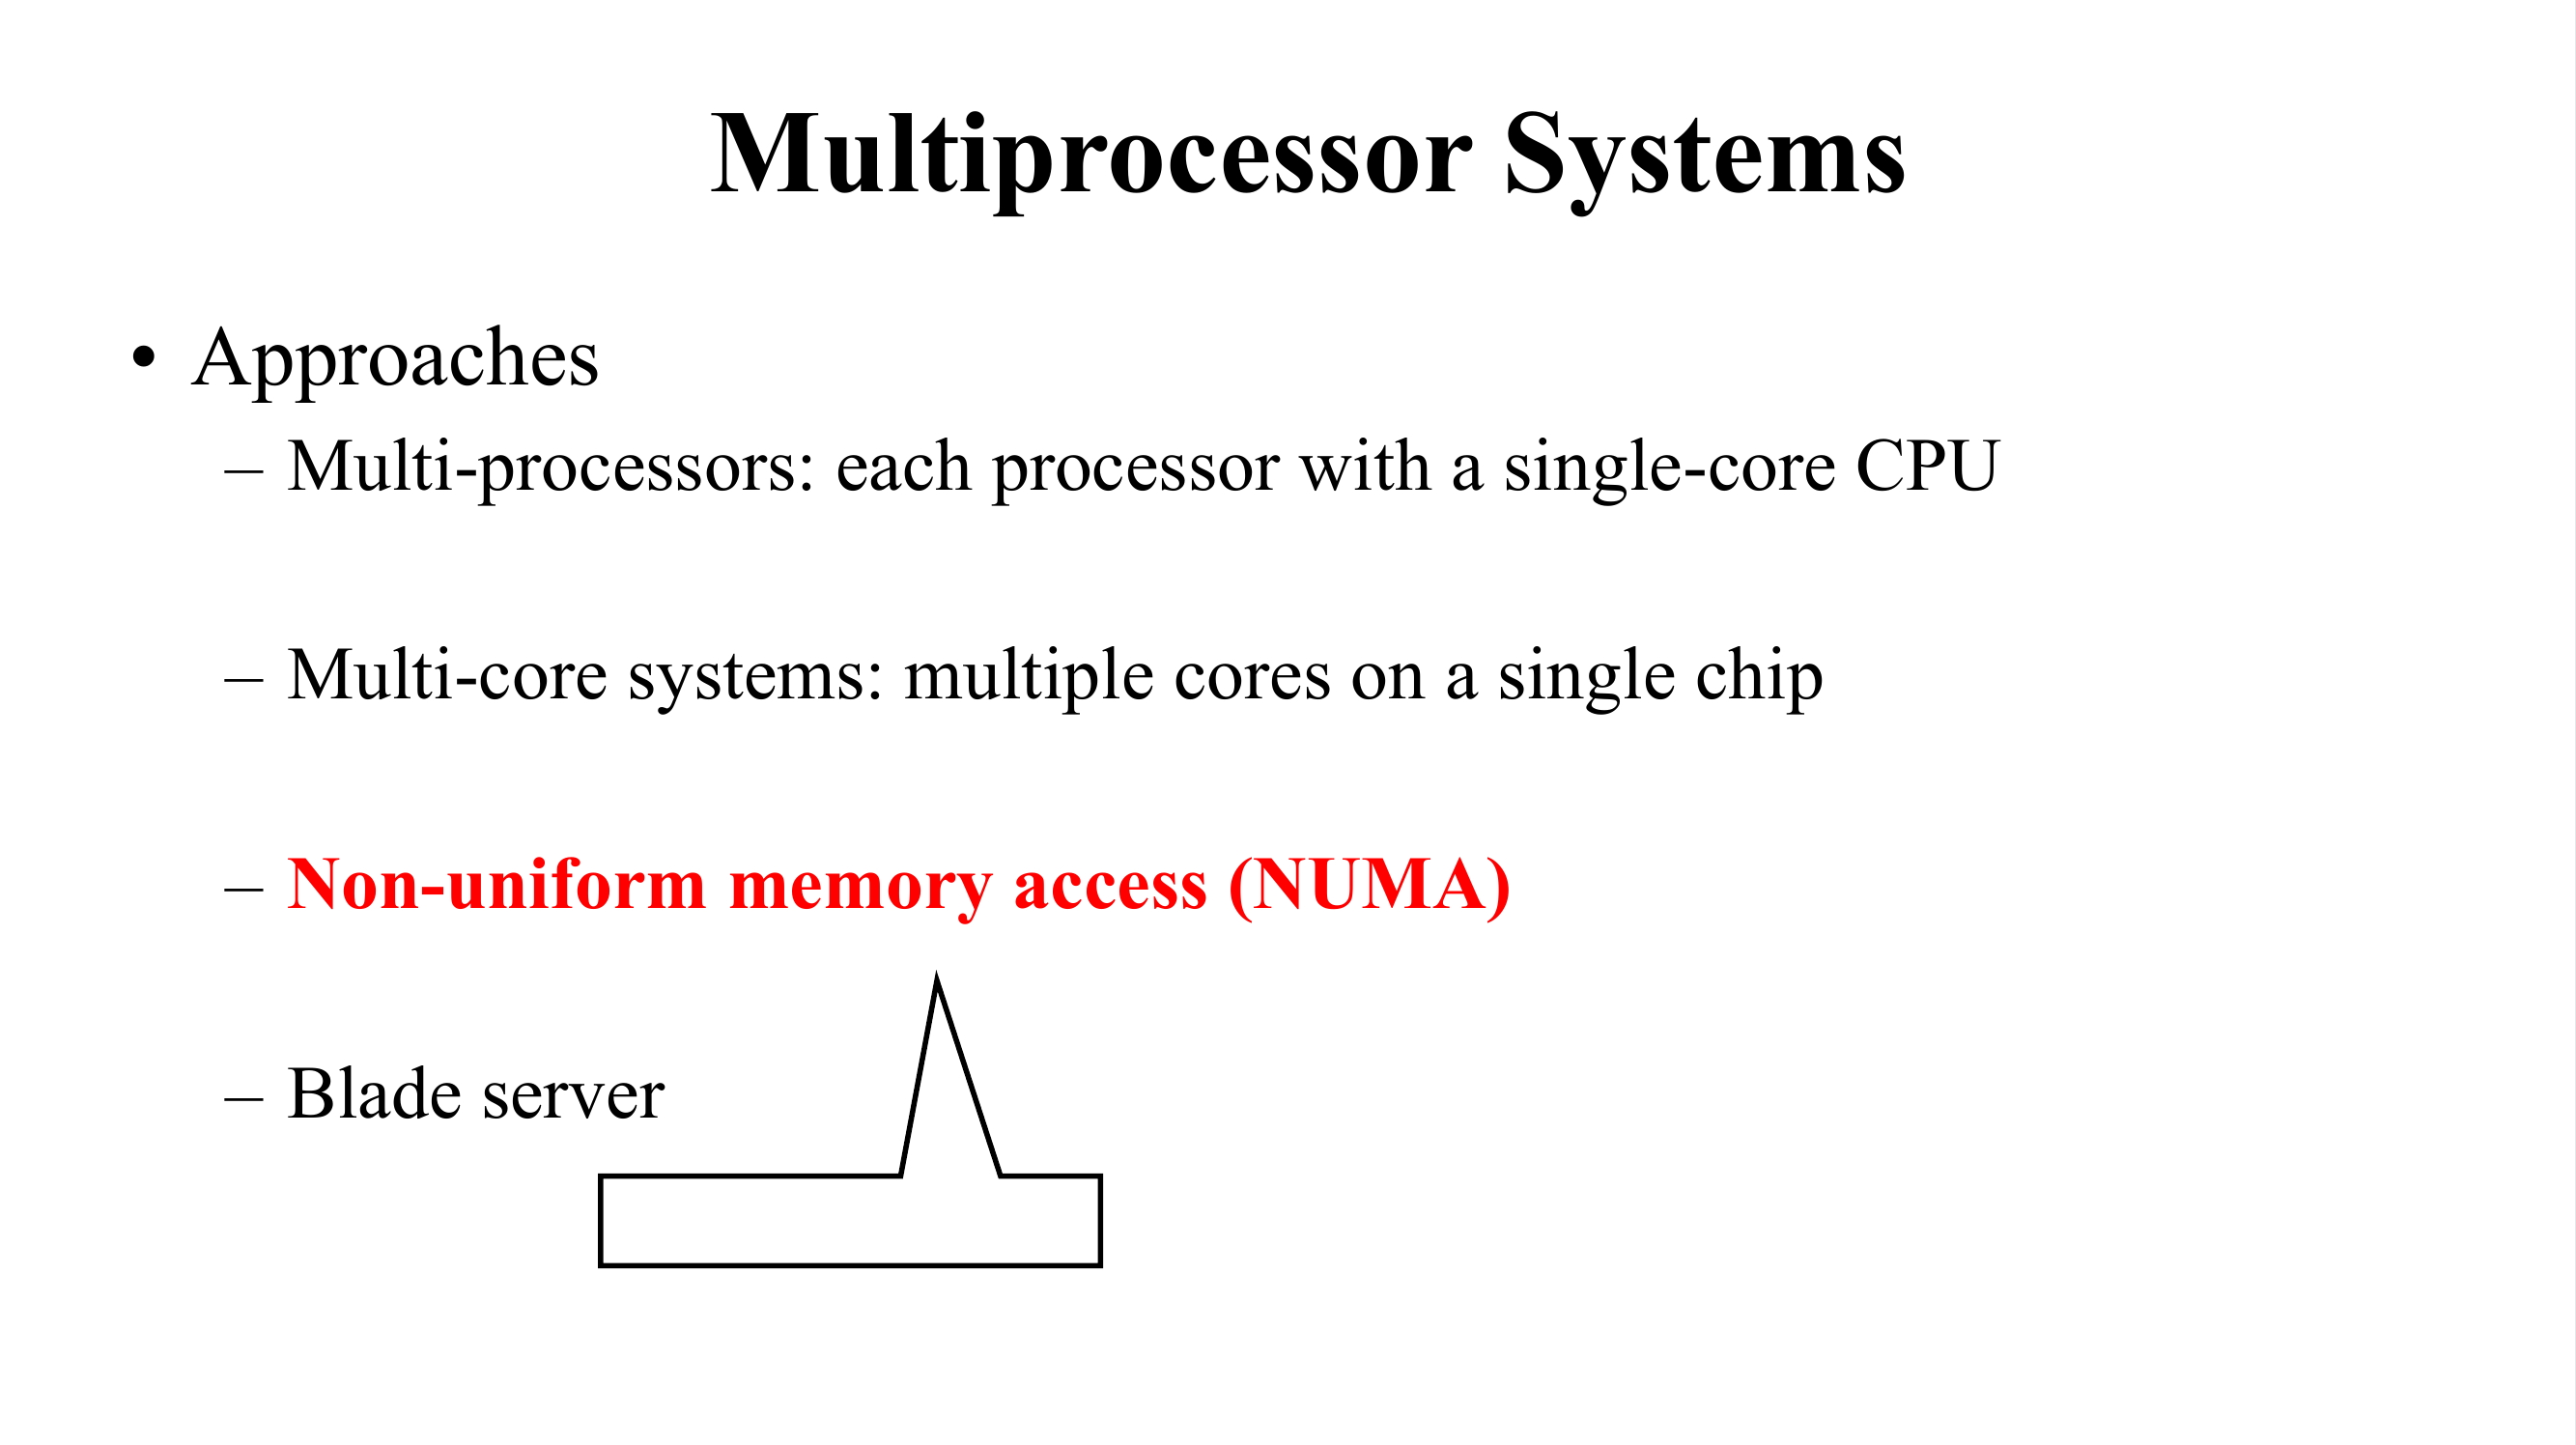 Multiprocessor Systems
• Approaches
– Multi-processors: each processor with a single-core CPU
– Multi-core systems: multiple cores on a single chip
– Non-uniform memory access (NUMA)
– Blade server